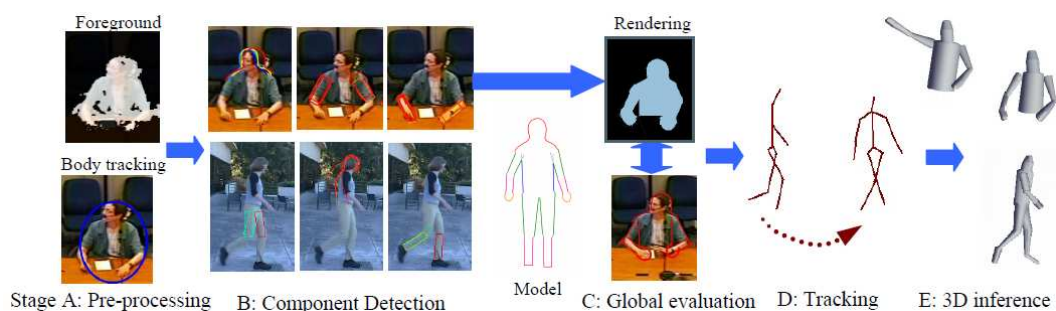 Foreground
Rendering
Body tracking
Model
Stage A: Pre-processing
B: Component Detection
C: Global evaluation
D: Tracking
E: 3D inference